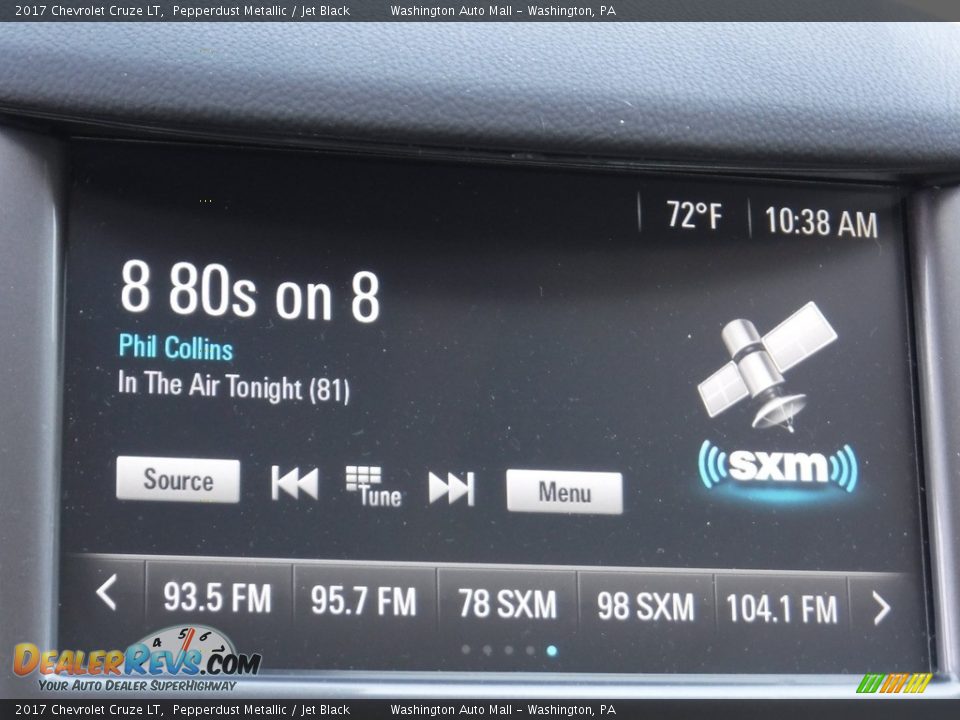 2017 Chevrolet Cruze LT, Pepperdust Metallic / Jet Black Washington Auto Mall - Washington, PA
72°F 10:38 AM
8 80s on 8
Phil Collins
In The Air Tonight (81)
sxm
Source Tune Menu
93.5 FM 95.7 FM 78 SXM 98 SXM 104.1 FM
4 5 6
DEALERREVS.COM
YOUR AUTO DEALER SUPERHIGHWAY
2017 Chevrolet Cruze LT, Pepperdust Metallic / Jet Black Washington Auto Mall - Washington, PA